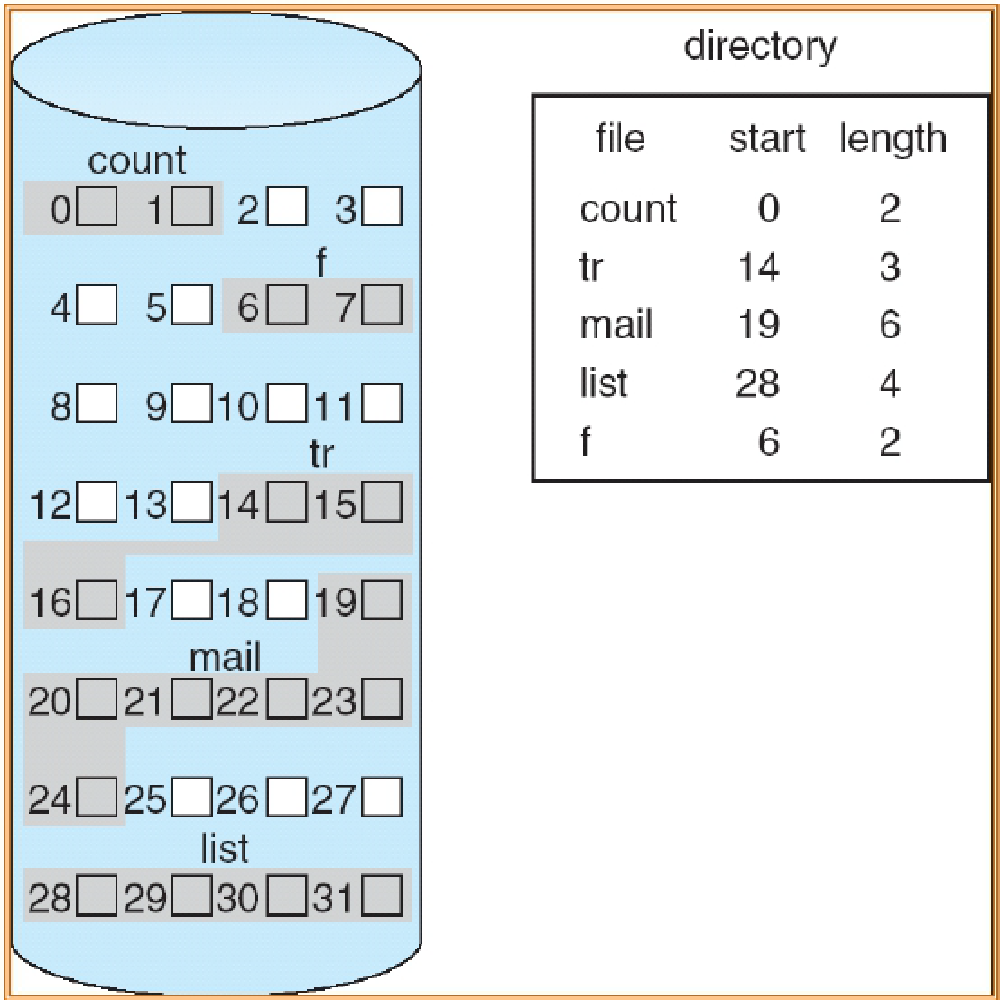 directory
count
0 1 2 3
f
4 5 6 7
8 9 10 11
tr
12 13 14 15
16 17 18 19
mail
20 21 22 23
24 25 26 27
list
28 29 30 31
file start length
count 0 2
tr 14 3
mail 19 6
list 28 4
f 6 2